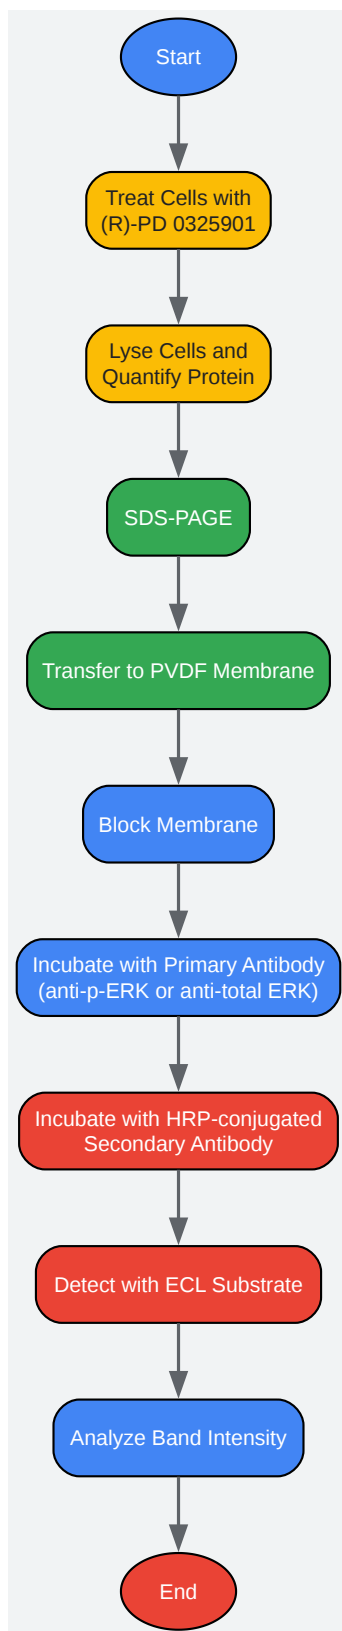 Start
Treat Cells with
(R)-PD 0325901
Lyse Cells and
Quantify Protein
SDS-PAGE
Transfer to PVDF Membrane
Block Membrane
Incubate with Primary Antibody
(anti-p-ERK or anti-total ERK)
Incubate with HRP-conjugated
Secondary Antibody
Detect with ECL Substrate
Analyze Band Intensity
End